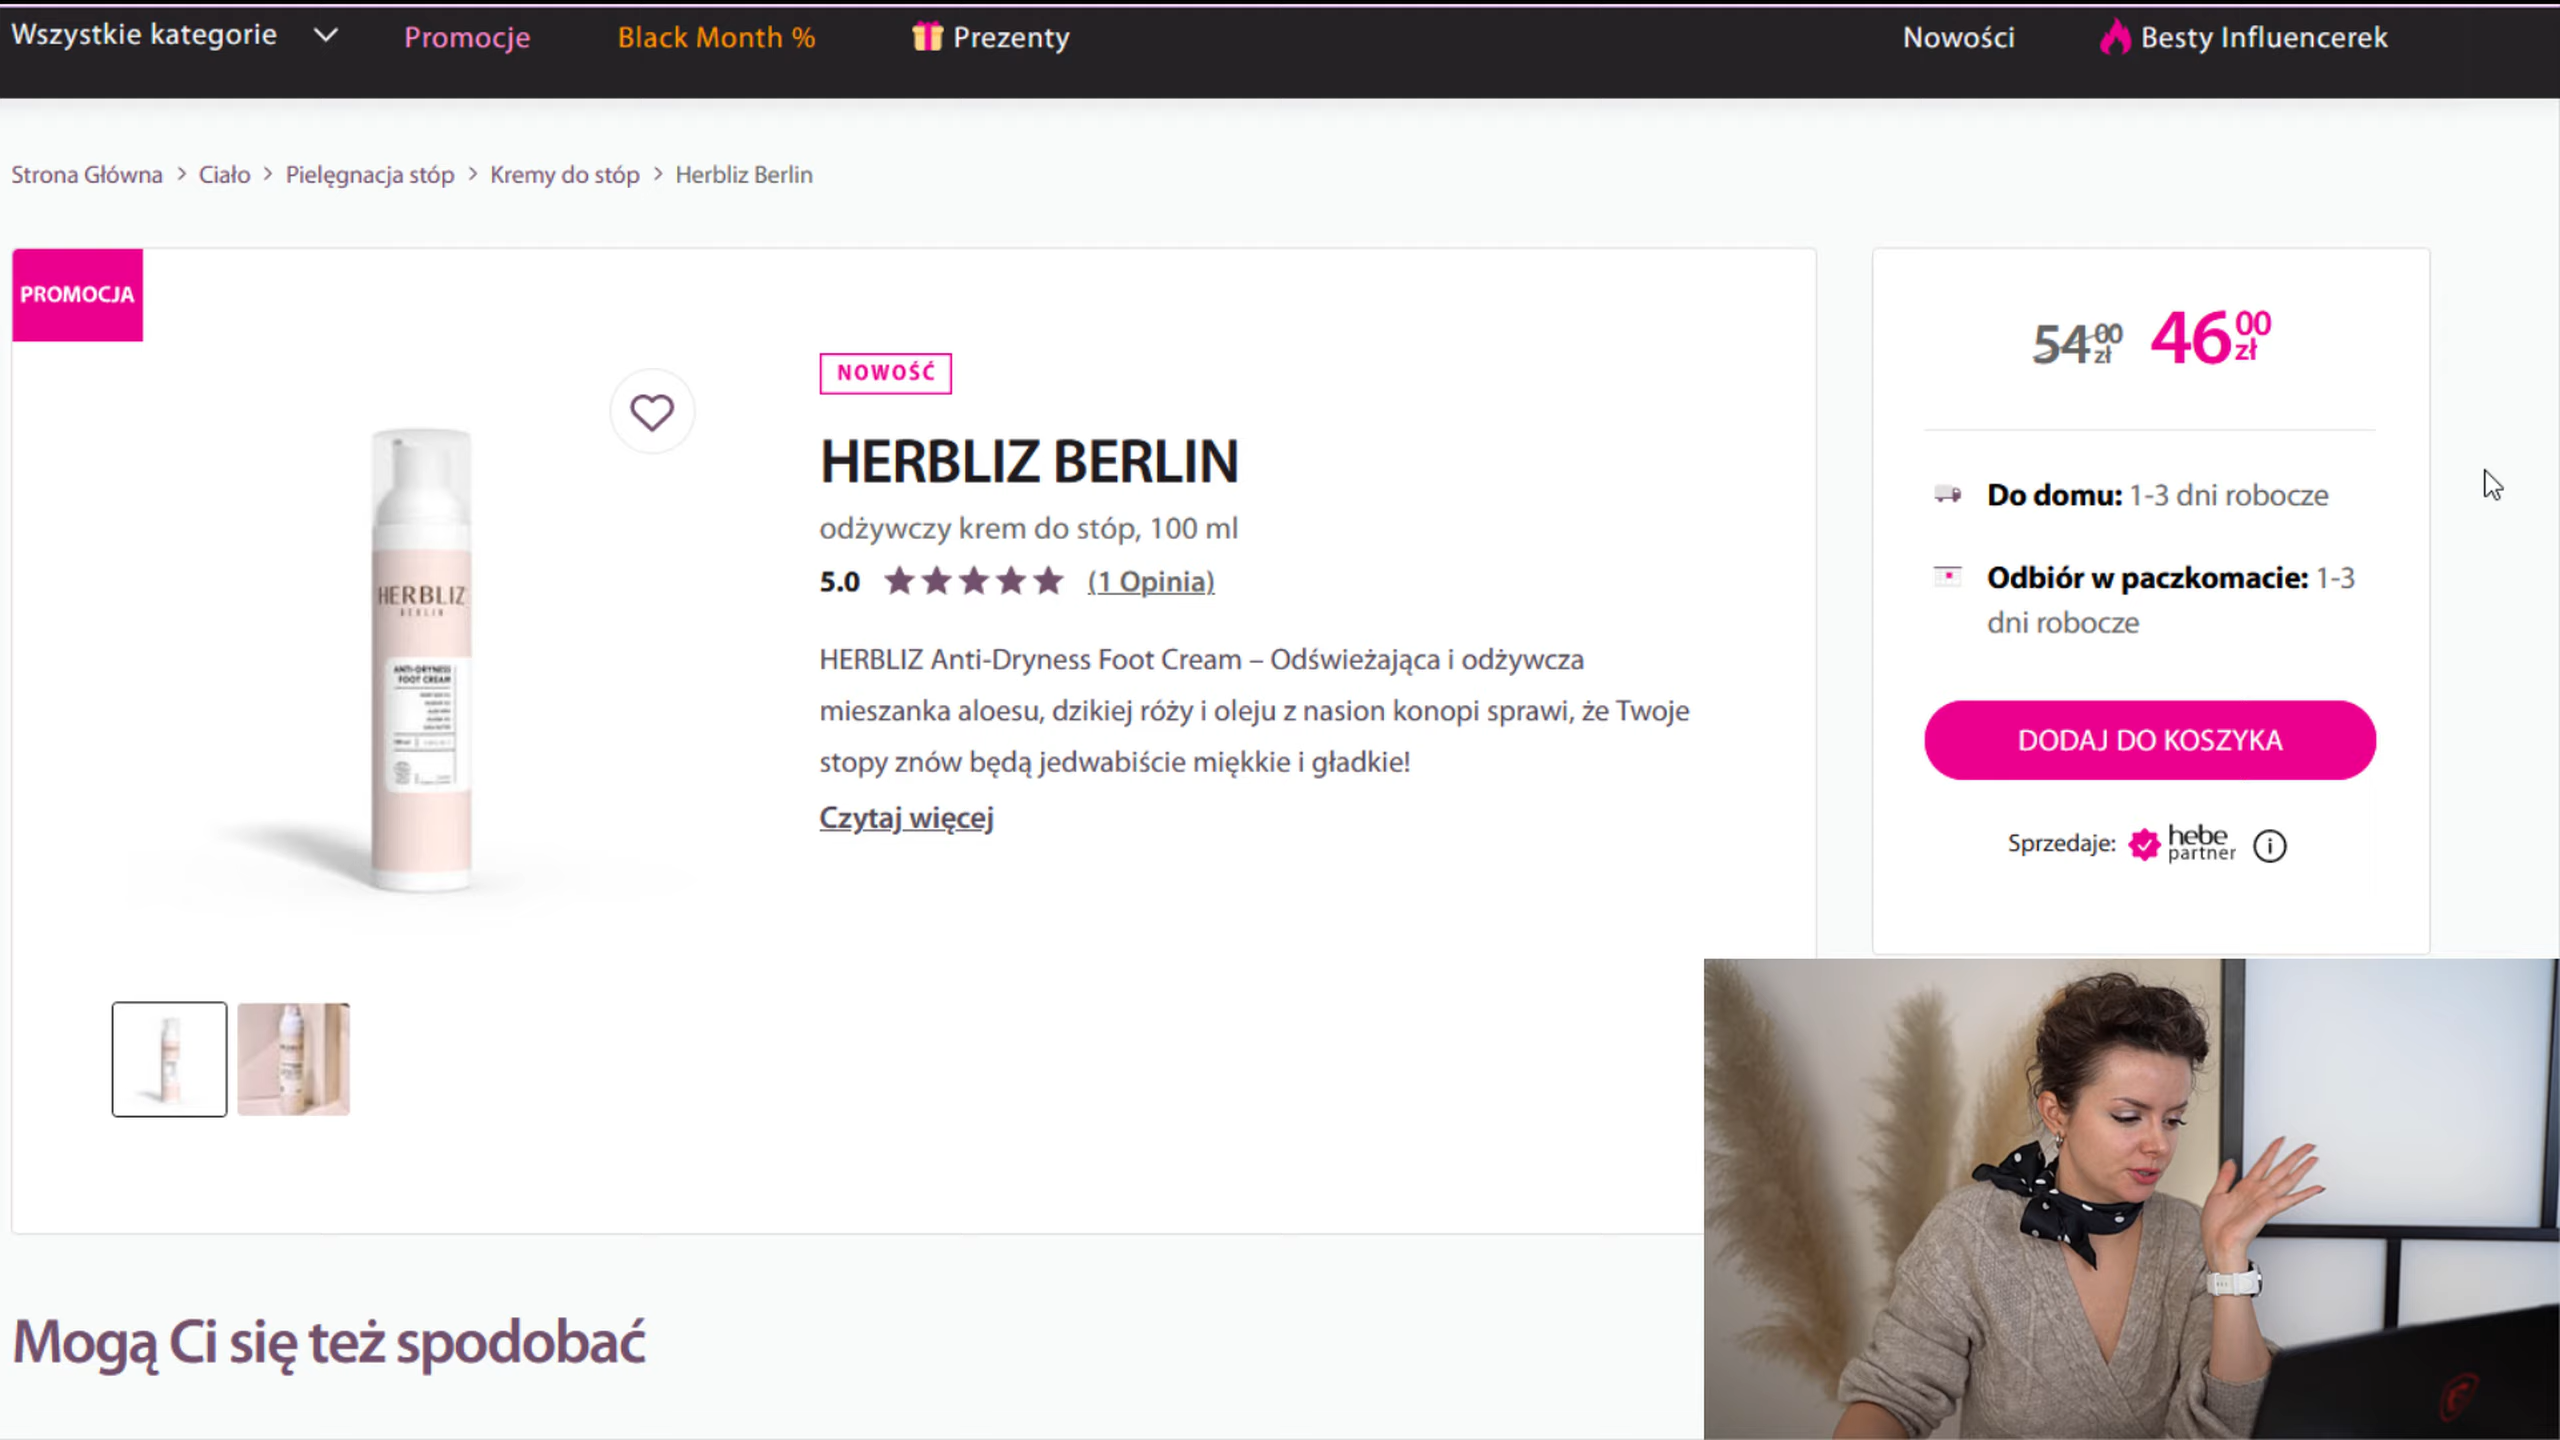 Wszystkie kategorie
Promocje
Black Month %
Prezenty
Nowości
Besty Influencerek
Strona Główna > Ciało > Pielęgnacja stóp > Kremy do stóp > Herbliz Berlin
PROMOCJA
HERBLIZ
BERLIN
ANTI-DRYNESS
FOOT CREAM
NOWOŚĆ
HERBLIZ BERLIN
odżywczy krem do stóp, 100 ml
5.0 (1 Opinia)
HERBLIZ Anti-Dryness Foot Cream – Odświeżająca i odżywcza
mieszanka aloesu, dzikiej róży i oleju z nasion konopi sprawi, że Twoje
stopy znów będą jedwabiście miękkie i gładkie!
Czytaj więcej
54 00 zł 46 00 zł
Do domu: 1-3 dni robocze
Odbiór w paczkomacie: 1-3
dni robocze
DODAJ DO KOSZYKA
Sprzedaje: hebe partner
Mogą Ci się też spodobać